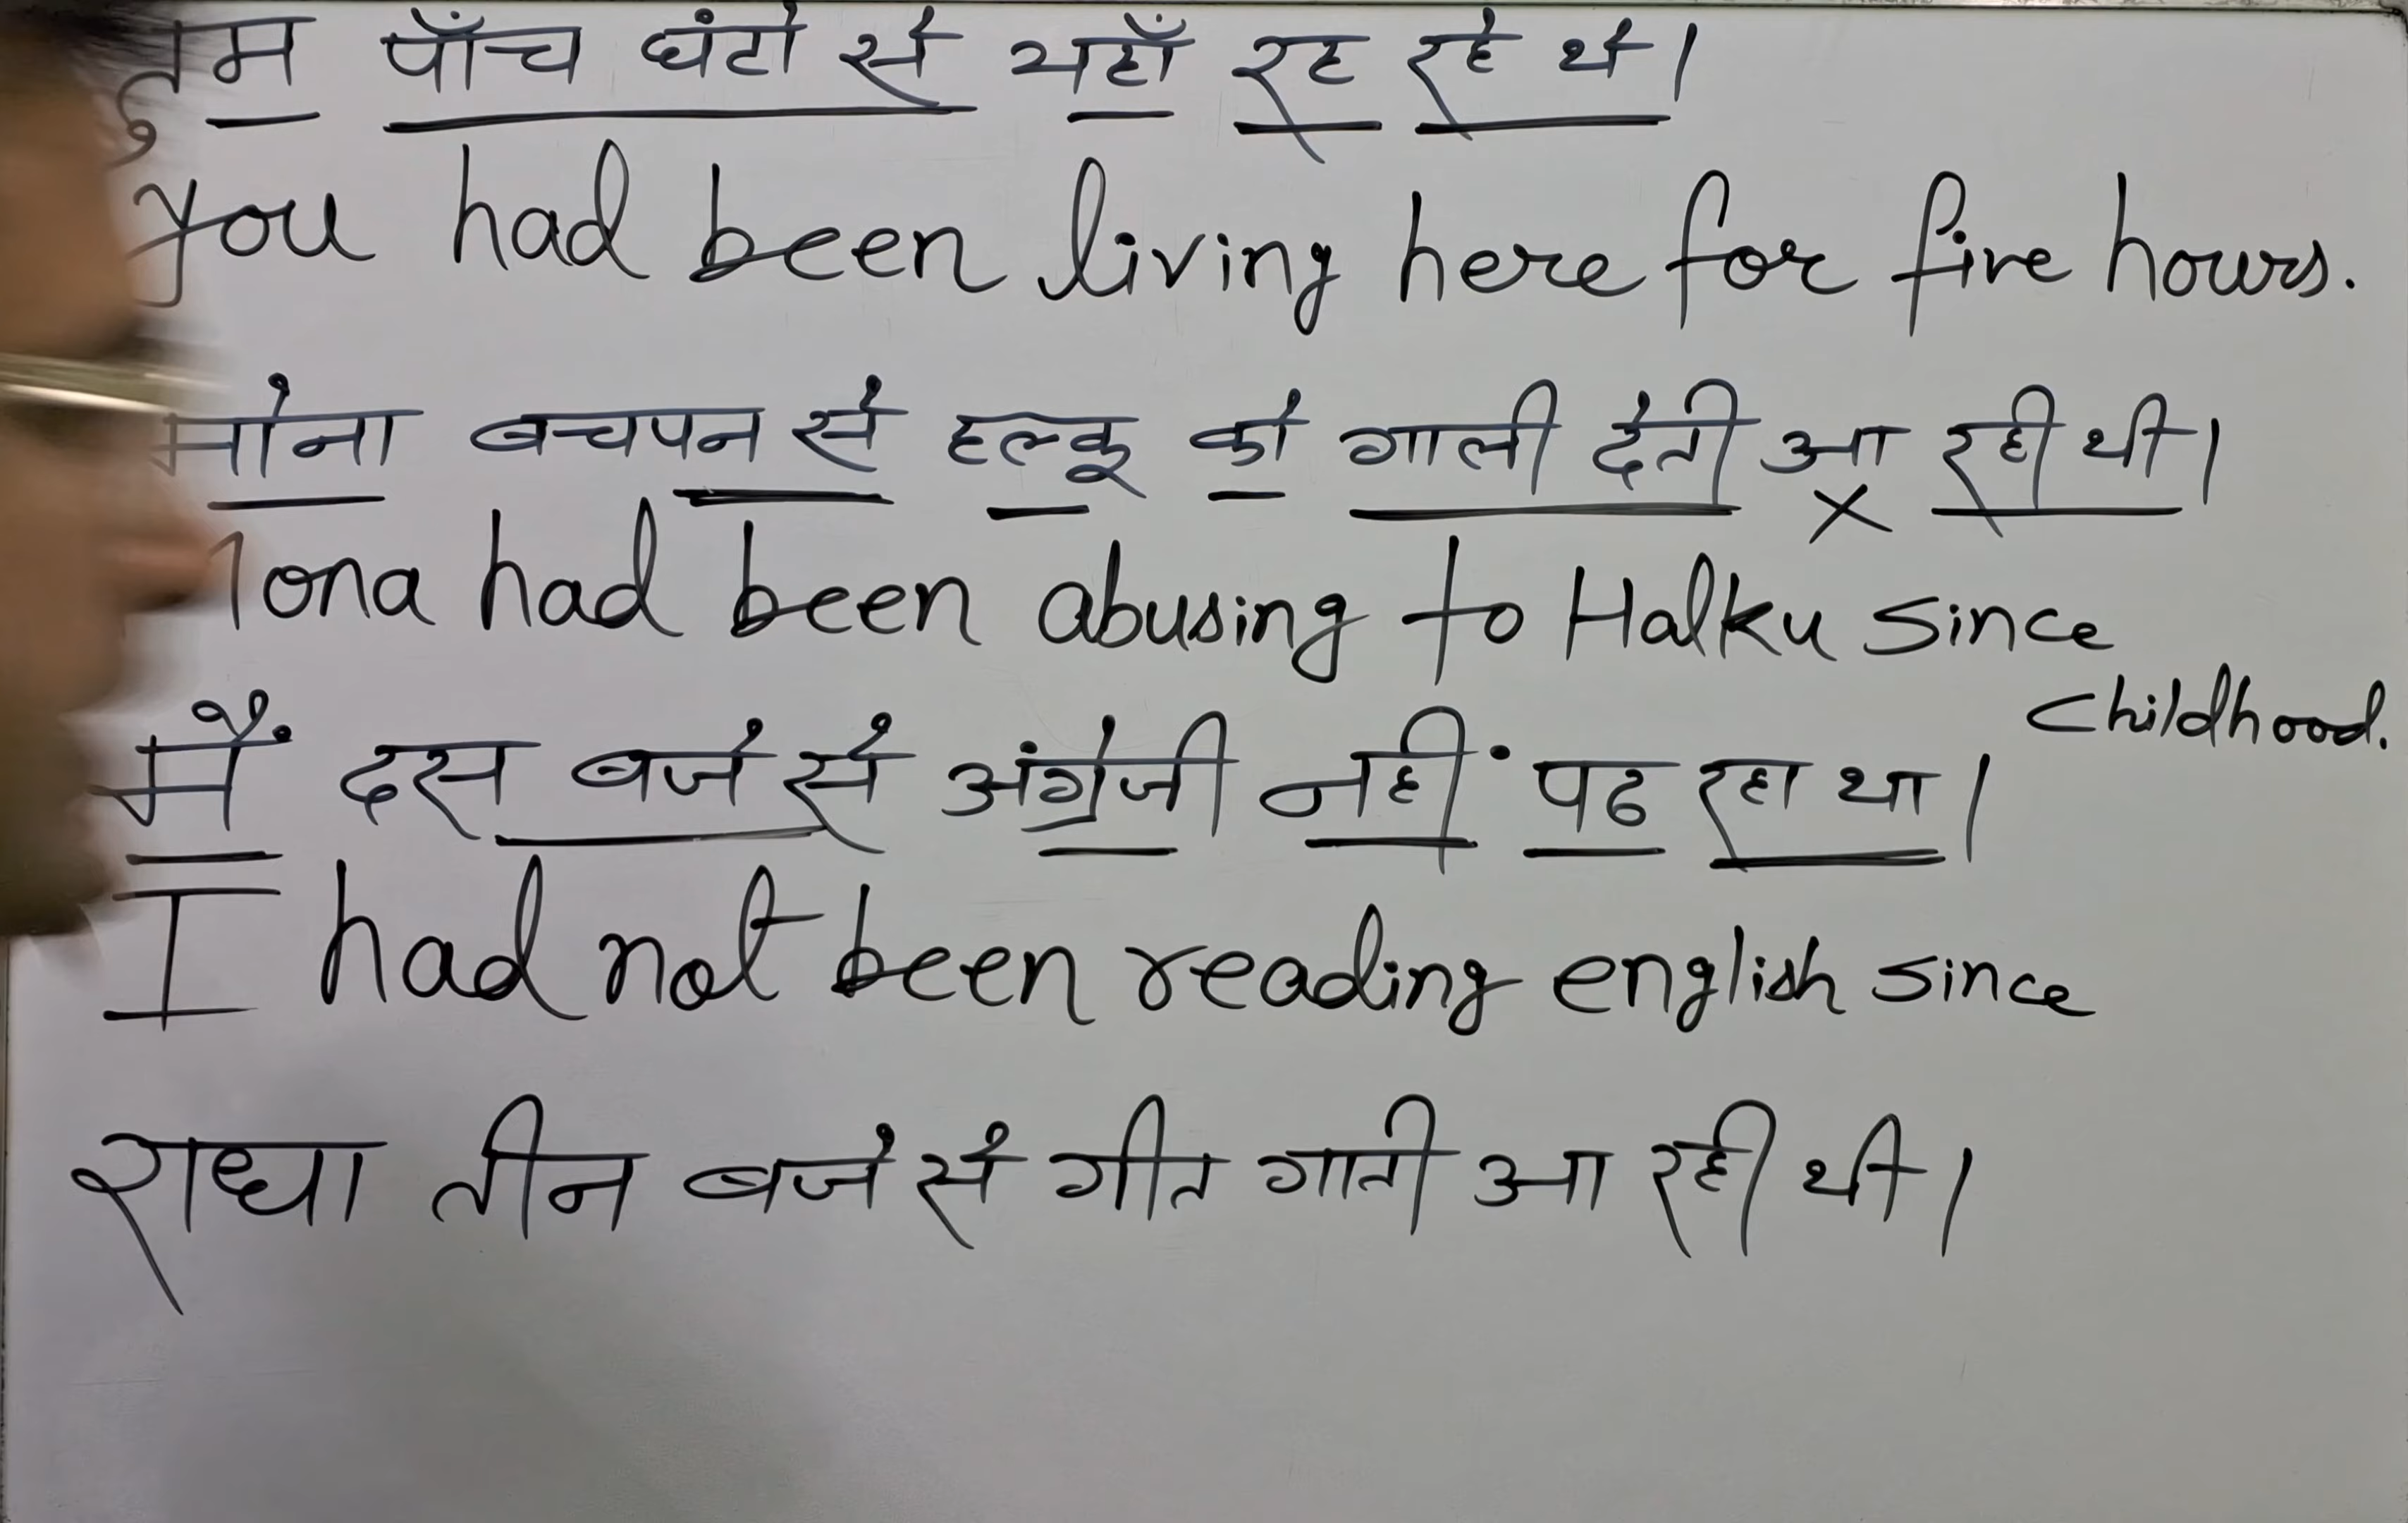 तुम पाँच घंटो से यहाँ रह रहे थे।
you had been living here for five hours.
मोना बचपन से हल्कू को गाली देती आ रही थी।
Mona had been abusing to Halku since
childhood.
मैं दस बजे से अंग्रेजी नहीं पढ रहा था।
I had not been reading english since
राधा तीन बजे से गीत गाती आ रही थी।